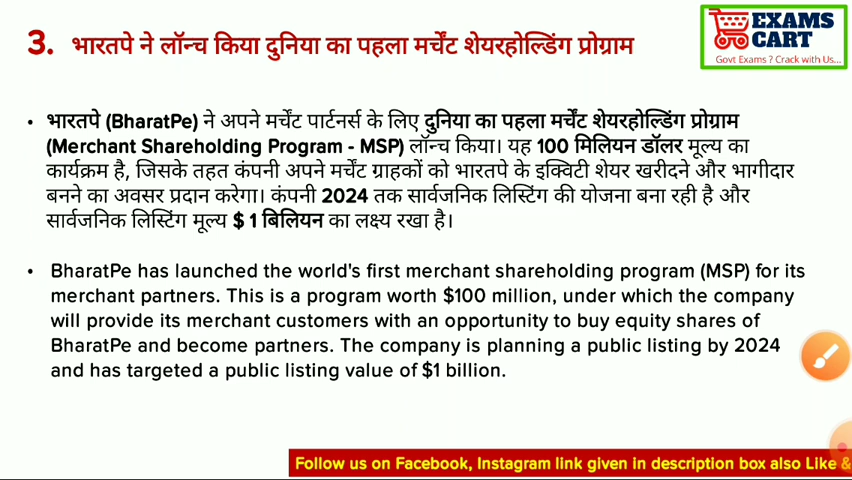 3. भारतपे ने लॉन्च किया दुनिया का पहला मर्चेंट शेयरहोल्डिंग प्रोग्राम
EXAMS
CART
Govt Exams ? Crack with Us...
• भारतपे (BharatPe) ने अपने मर्चेंट पार्टनर्स के लिए दुनिया का पहला मर्चेंट शेयरहोल्डिंग प्रोग्राम
(Merchant Shareholding Program - MSP) लॉन्च किया। यह 100 मिलियन डॉलर मूल्य का
कार्यक्रम है, जिसके तहत कंपनी अपने मर्चेंट ग्राहकों को भारतपे के इक्विटी शेयर खरीदने और भागीदार
बनने का अवसर प्रदान करेगा। कंपनी 2024 तक सार्वजनिक लिस्टिंग की योजना बना रही है और
सार्वजनिक लिस्टिंग मूल्य $ 1 बिलियन का लक्ष्य रखा है।
• BharatPe has launched the world's first merchant shareholding program (MSP) for its
merchant partners. This is a program worth $100 million, under which the company
will provide its merchant customers with an opportunity to buy equity shares of
BharatPe and become partners. The company is planning a public listing by 2024
and has targeted a public listing value of $1 billion.
Follow us on Facebook, Instagram link given in description box also Like &